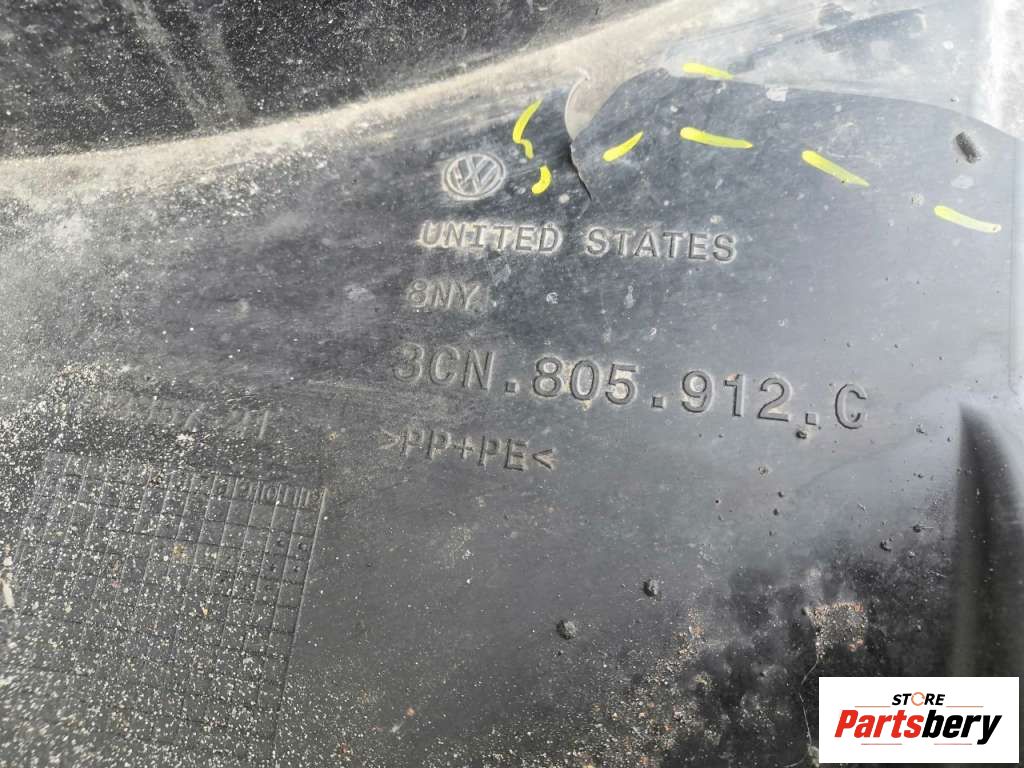 UNITED STATES
8NY
3CN.805.912.C
>PP+PE<
STORE
Partsbery